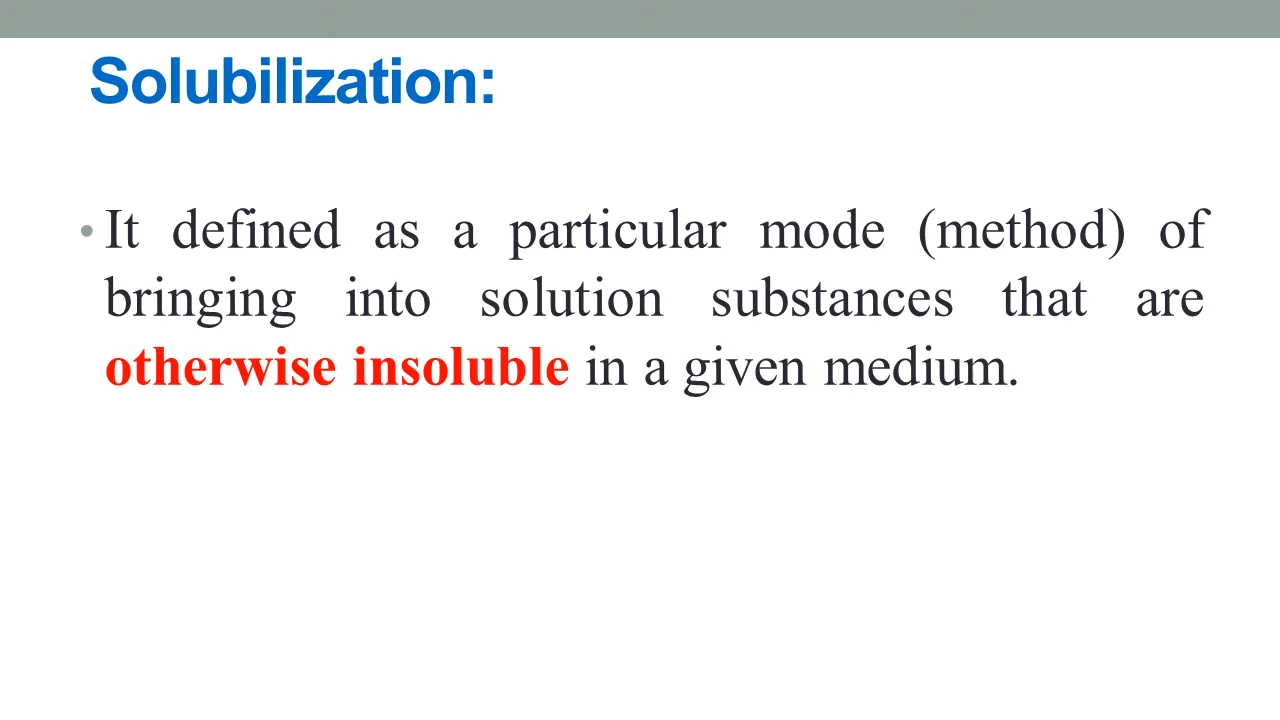 Solubilization:
• It defined as a particular mode (method) of
bringing into solution substances that are
otherwise insoluble in a given medium.